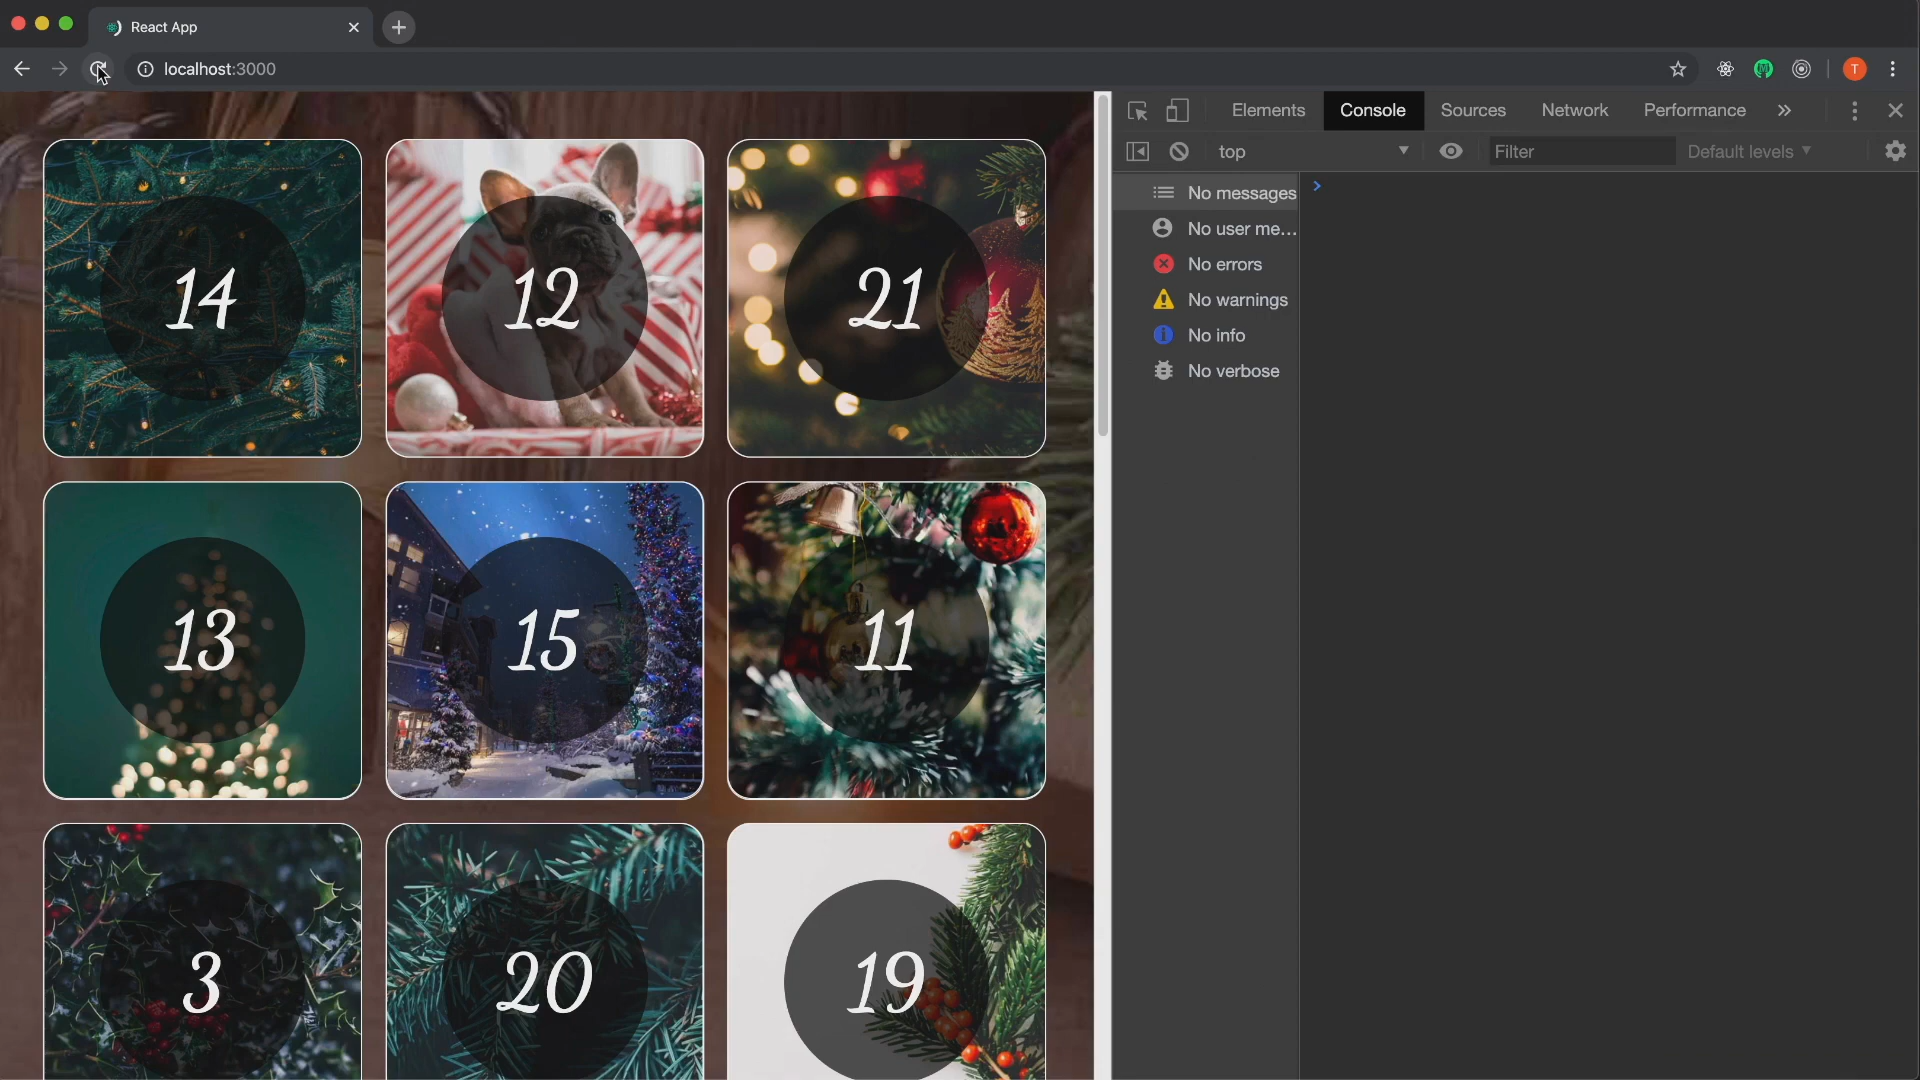 React App
localhost:3000
T
Elements
Console
Sources
Network
Performance
top
Filter
Default levels
No messages
No user me...
No errors
No warnings
No info
No verbose
14
12
21
13
15
11
3
20
19